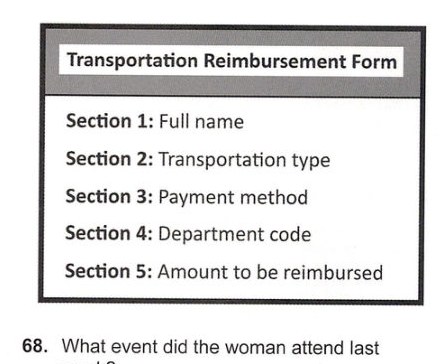 Transportation Reimbursement Form
Section 1: Full name
Section 2: Transportation type
Section 3: Payment method
Section 4: Department code
Section 5: Amount to be reimbursed
68. What event did the woman attend last